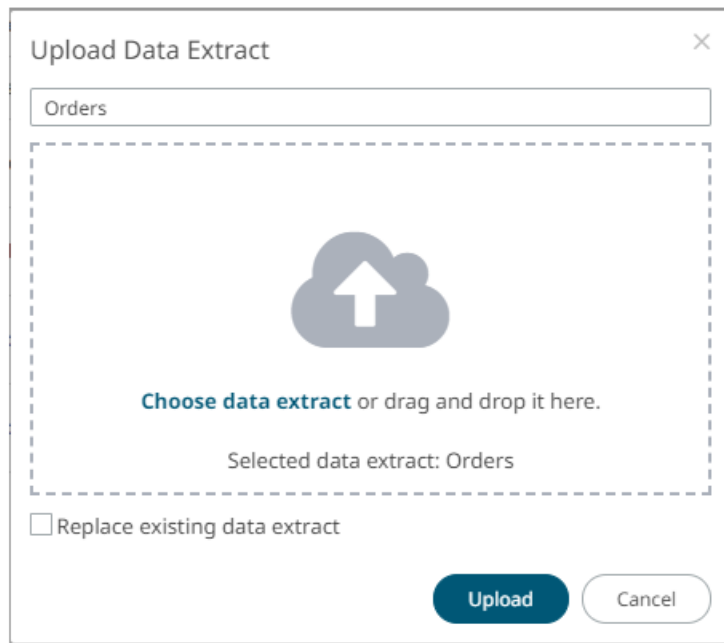 Upload Data Extract
Orders
Choose data extract or drag and drop it here.
Selected data extract: Orders
Replace existing data extract
Upload
Cancel